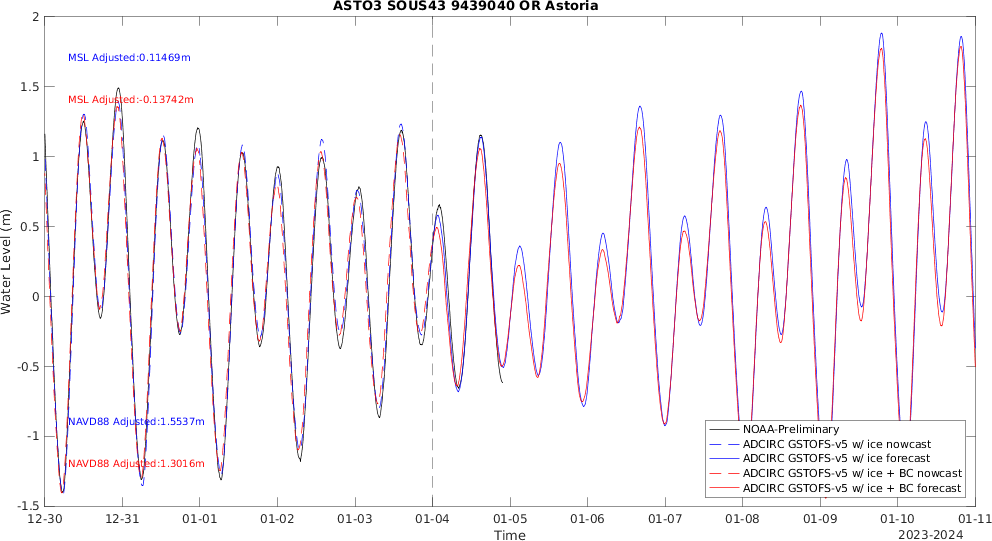 ASTO3 SOUS43 9439040 OR Astoria
2
MSL Adjusted:0.11469m
1.5
MSL Adjusted:-0.13742m
1
0.5
Water Level (m)
0
-0.5
NAVD88 Adjusted:1.5537m
-1
NAVD88 Adjusted:1.3016m
-1.5
NOAA-Preliminary
ADCIRC GSTOFS-v5 w/ ice nowcast
ADCIRC GSTOFS-v5 w/ ice forecast
ADCIRC GSTOFS-v5 w/ ice + BC nowcast
ADCIRC GSTOFS-v5 w/ ice + BC forecast
12-30 12-31 01-01 01-02 01-03 01-04 01-05 01-06 01-07 01-08 01-09 01-10 01-11
Time
2023-2024